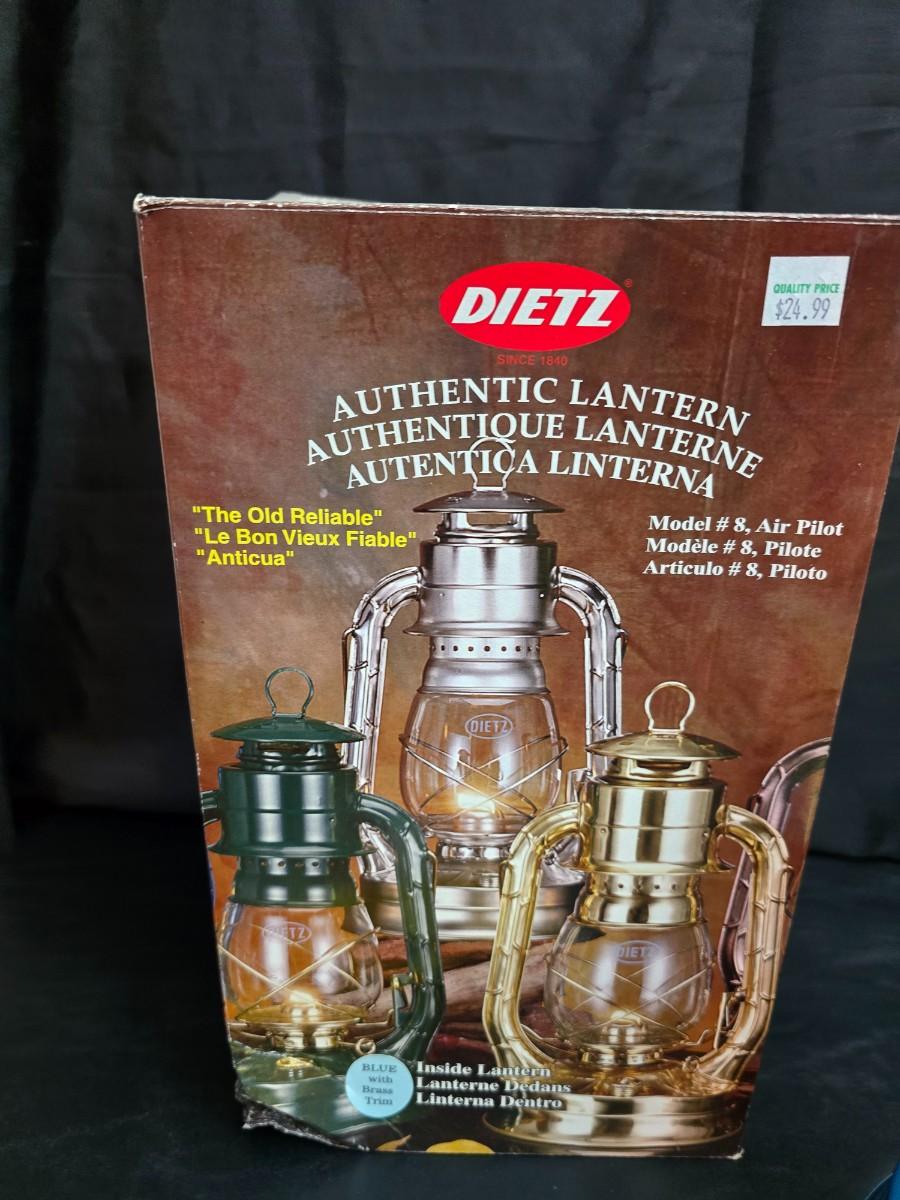 DIETZ®
SINCE 1840
QUALITY PRICE
$24.99
AUTHENTIC LANTERN
AUTHENTIQUE LANTERNE
AUTENTICA LINTERNA
"The Old Reliable"
"Le Bon Vieux Fiable"
"Anticua"
Model # 8, Air Pilot
Modèle # 8, Pilote
Articulo # 8, Piloto
DIETZ
DIETZ
DIETZ
BLUE
with
Brass
Trim
Inside Lantern
Lanterne Dedans
Linterna Dentro